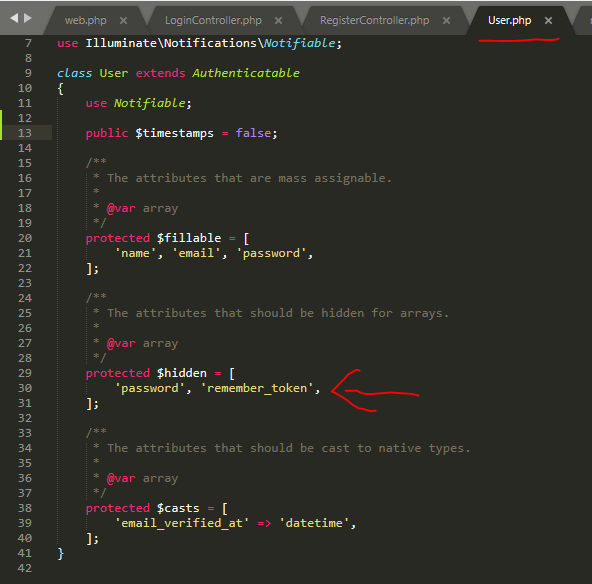 web.php × LoginController.php × RegisterController.php × User.php ×
7 use Illuminate\Notifications\Notifiable;
8
9 class User extends Authenticatable
10 {
11 use Notifiable;
12
13 public $timestamps = false;
14
15 /**
16 * The attributes that are mass assignable.
17 *
18 * @var array
19 */
20 protected $fillable = [
21 'name', 'email', 'password',
22 ];
23
24 /**
25 * The attributes that should be hidden for arrays.
26 *
27 * @var array
28 */
29 protected $hidden = [
30 'password', 'remember_token',
31 ];
32
33 /**
34 * The attributes that should be cast to native types.
35 *
36 * @var array
37 */
38 protected $casts = [
39 'email_verified_at' => 'datetime',
40 ];
41 }
42